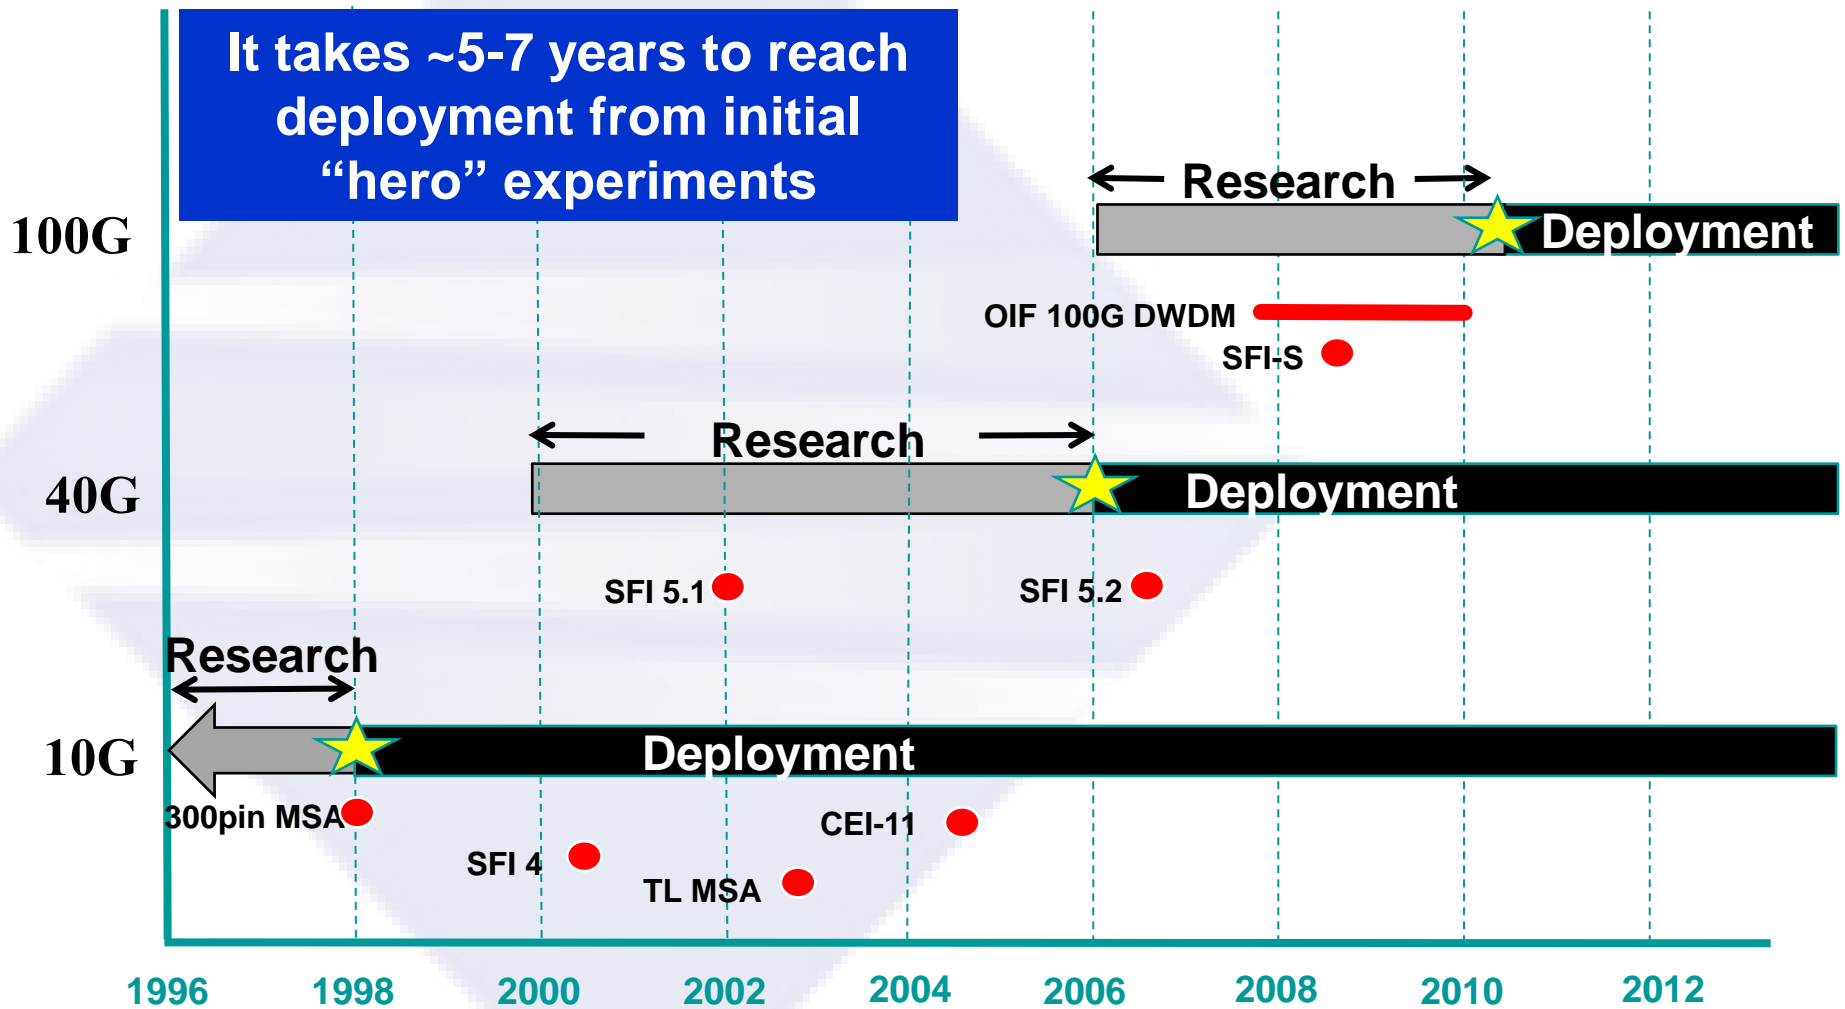 It takes ~5-7 years to reach
deployment from initial
“hero” experiments
Research
100G
Deployment
OIF 100G DWDM
SFI-S
Research
40G
Deployment
SFI 5.1
SFI 5.2
Research
10G
Deployment
300pin MSA
CEI-11
SFI 4
TL MSA
1996
1998
2000
2002
2004
2006
2008
2010
2012